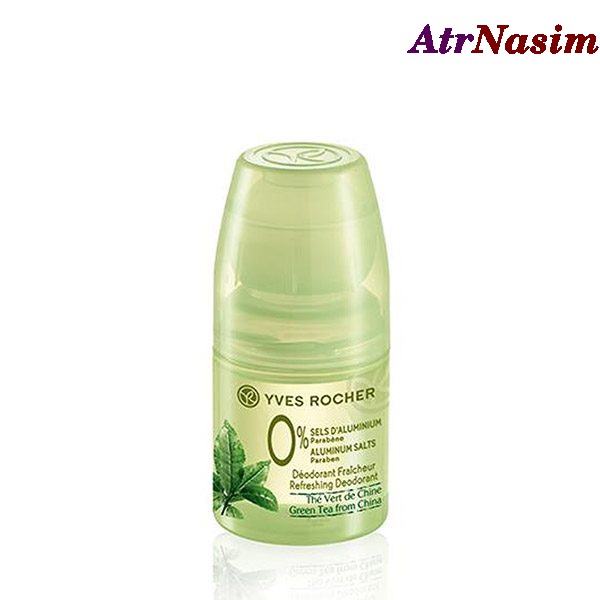 AtrNasim
YVES ROCHER
0%
SELS D'ALUMINIUM
Parabène
ALUMINUM SALTS
Paraben
Déodorant Fraîcheur
Refreshing Deodorant
Thé Vert de Chine
Green Tea from China